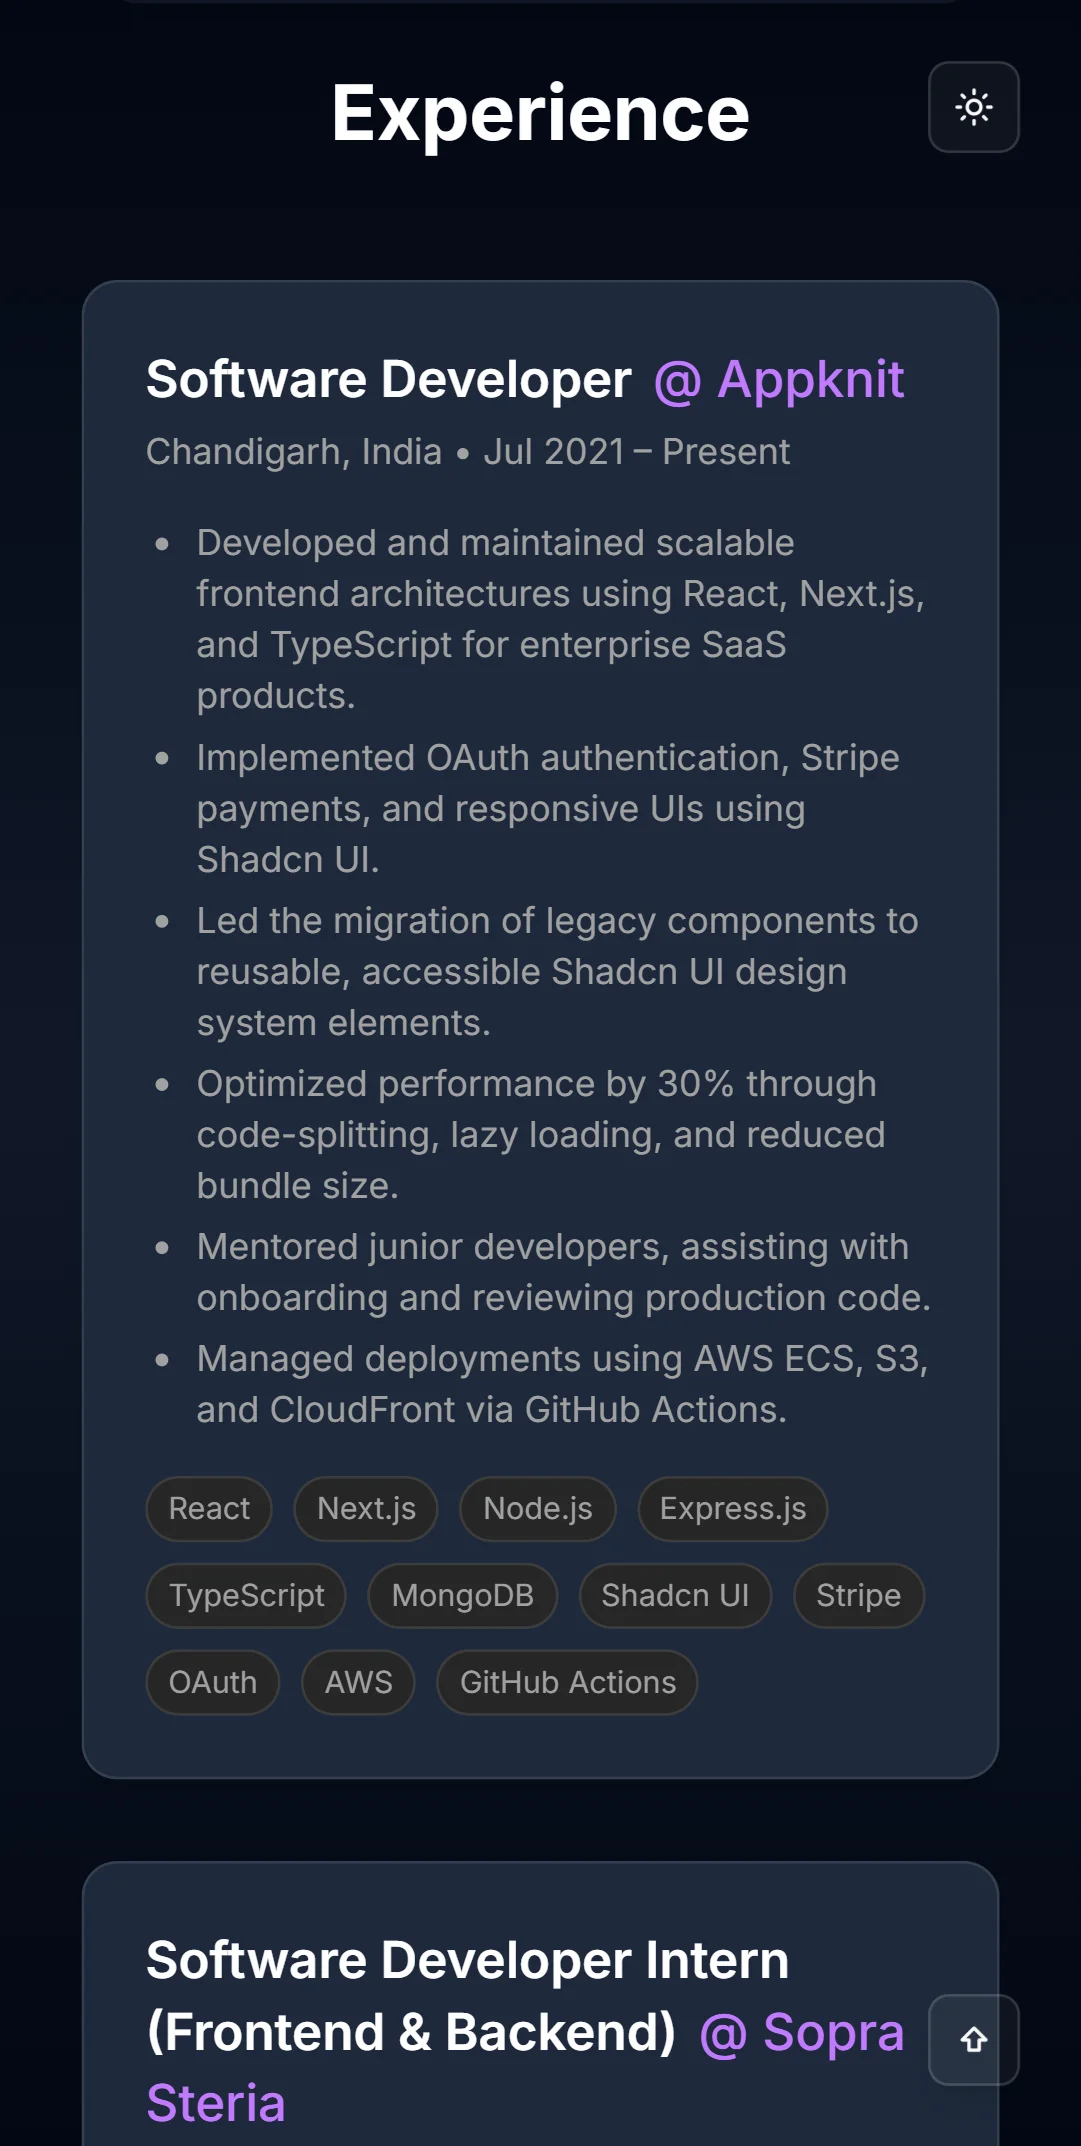 Experience
Software Developer @ Appknit
Chandigarh, India • Jul 2021 – Present
• Developed and maintained scalable
frontend architectures using React, Next.js,
and TypeScript for enterprise SaaS
products.
• Implemented OAuth authentication, Stripe
payments, and responsive UIs using
Shadcn UI.
• Led the migration of legacy components to
reusable, accessible Shadcn UI design
system elements.
• Optimized performance by 30% through
code-splitting, lazy loading, and reduced
bundle size.
• Mentored junior developers, assisting with
onboarding and reviewing production code.
• Managed deployments using AWS ECS, S3,
and CloudFront via GitHub Actions.
React Next.js Node.js Express.js
TypeScript MongoDB Shadcn UI Stripe
OAuth AWS GitHub Actions
Software Developer Intern
(Frontend & Backend) @ Sopra
Steria